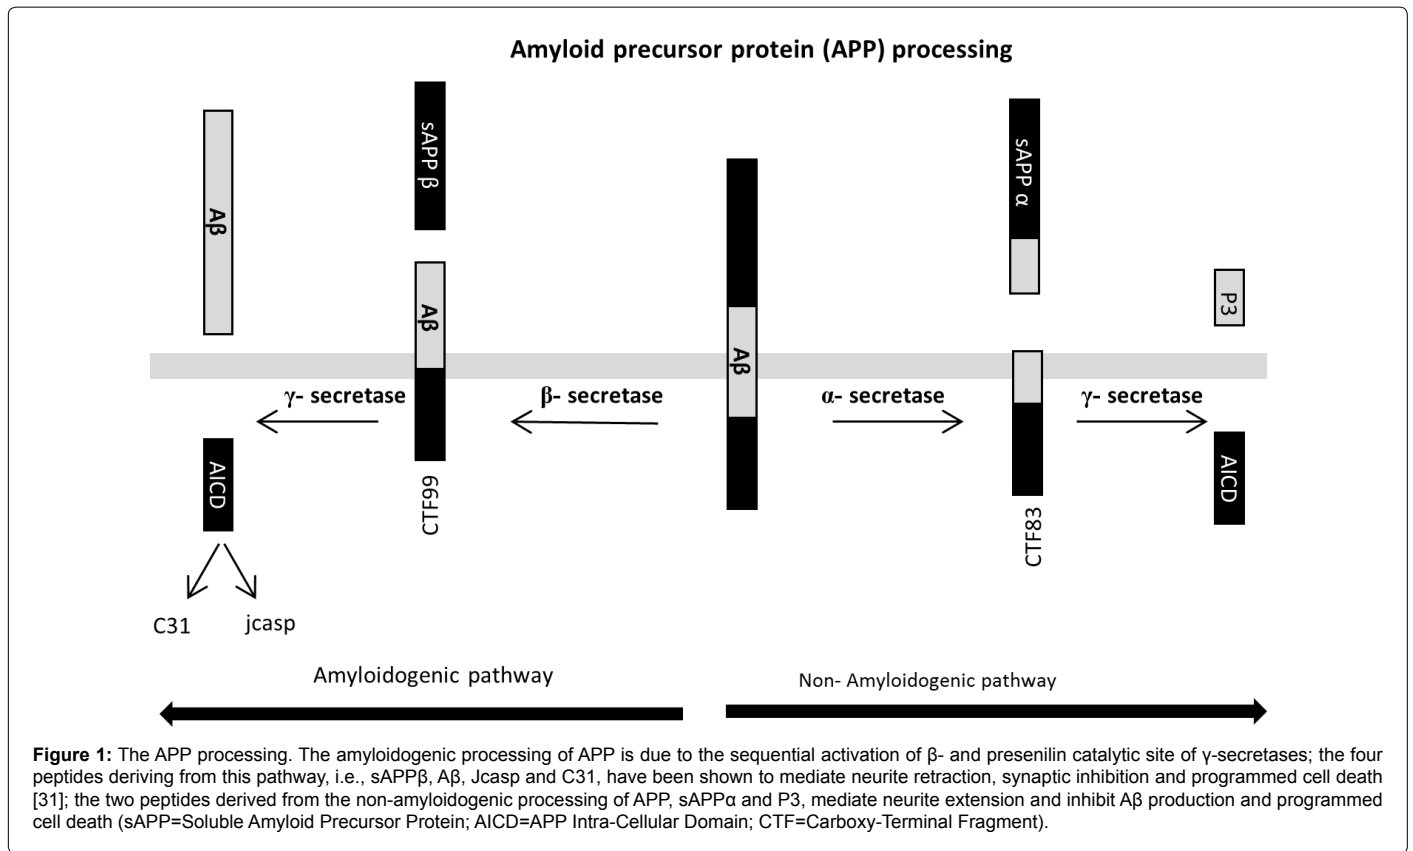 Amyloid precursor protein (APP) processing
Aβ
sAPP β
Aβ
Aβ
sAPP α
P3
γ- secretase
β- secretase
α- secretase
γ- secretase
AICD
CTF99
CTF83
AICD
C31
jcasp
Amyloidogenic pathway
Non- Amyloidogenic pathway
Figure 1: The APP processing. The amyloidogenic processing of APP is due to the sequential activation of β- and presenilin catalytic site of γ-secretases; the four
peptides deriving from this pathway, i.e., sAPPβ, Aβ, Jcasp and C31, have been shown to mediate neurite retraction, synaptic inhibition and programmed cell death
[31]; the two peptides derived from the non-amyloidogenic processing of APP, sAPPα and P3, mediate neurite extension and inhibit Aβ production and programmed
cell death (sAPP=Soluble Amyloid Precursor Protein; AICD=APP Intra-Cellular Domain; CTF=Carboxy-Terminal Fragment).